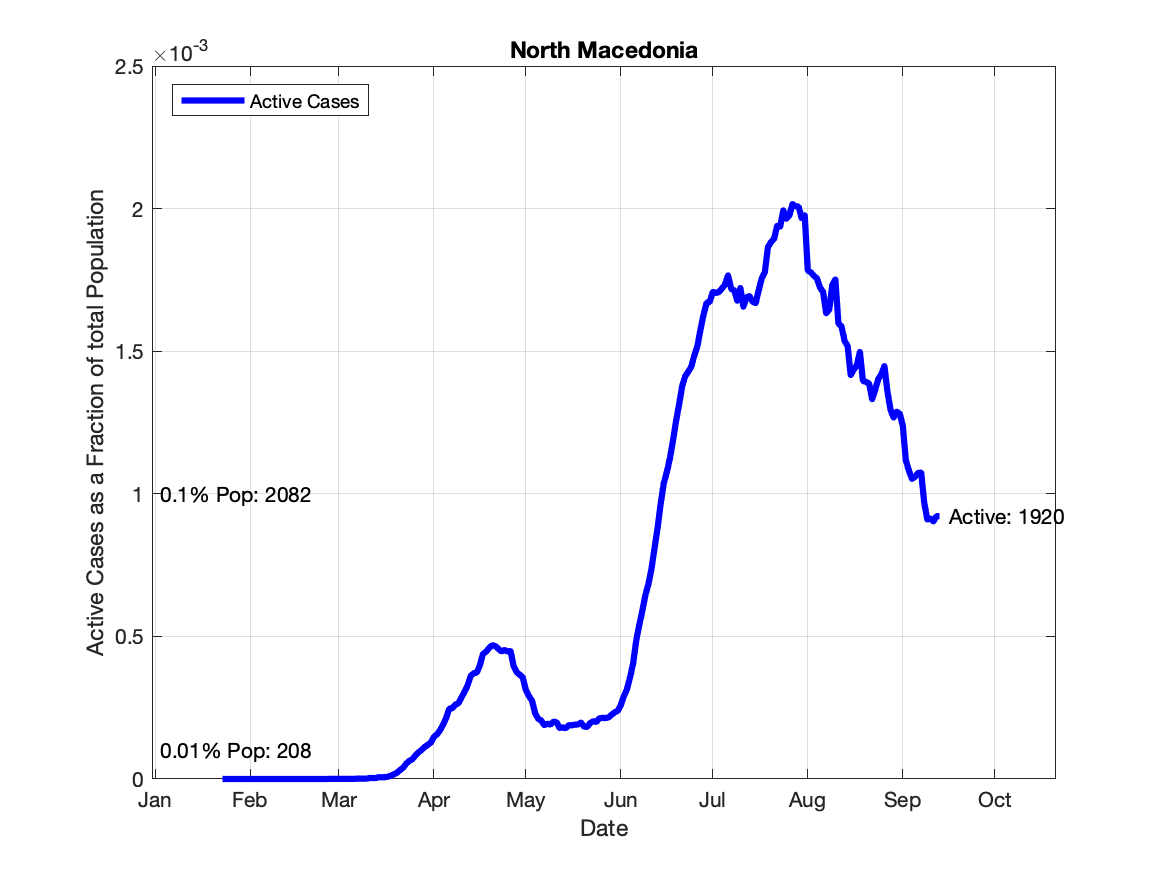 North Macedonia
×10-3
2.5
2
1.5
1
0.5
0
Active Cases as a Fraction of total Population
Active Cases
0.1% Pop: 2082
Active: 1920
0.01% Pop: 208
Jan Feb Mar Apr May Jun Jul Aug Sep Oct
Date